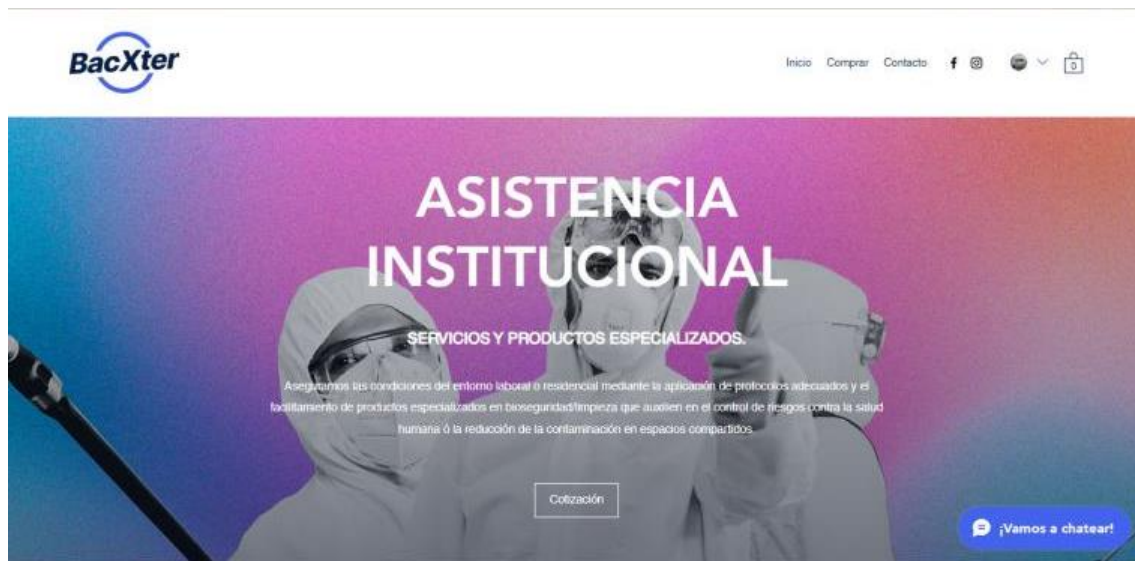 BacXter
Inicio Comprar Contacto
0
ASISTENCIA
INSTITUCIONAL
SERVICIOS Y PRODUCTOS ESPECIALIZADOS.
Aseguramos las condiciones del entorno laboral o residencial mediante la aplicación de protocolos adecuados y el
facilitamiento de productos especializados en bioseguridad/limpieza que auxilien en el control de riesgos contra la salud
humana ó la reducción de la contaminación en espacios compartidos.
Cotización
¡Vamos a chatear!